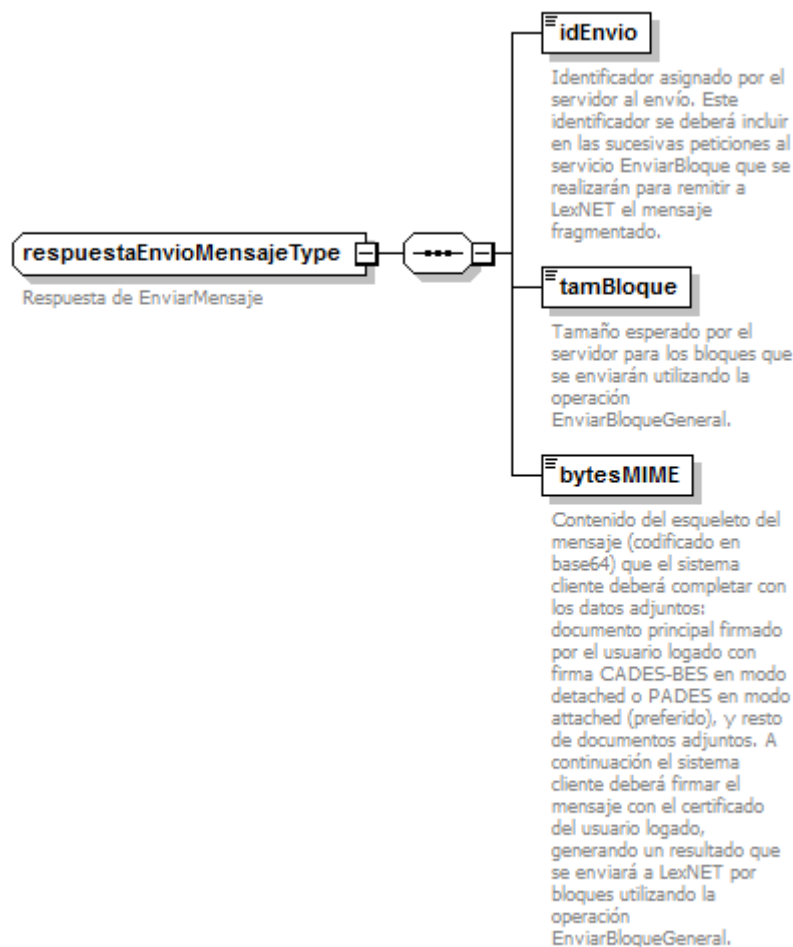 idEnvio
Identificador asignado por el
servidor al envío. Este
identificador se deberá incluir
en las sucesivas peticiones al
servicio EnviarBloque que se
realizarán para remitir a
LexNET el mensaje
fragmentado.
respuestaEnvioMensajeType
Respuesta de EnviarMensaje
tamBloque
Tamaño esperado por el
servidor para los bloques que
se enviarán utilizando la
operación
EnviarBloqueGeneral.
bytesMIME
Contenido del esqueleto del
mensaje (codificado en
base64) que el sistema
cliente deberá completar con
los datos adjuntos:
documento principal firmado
por el usuario logado con
firma CADES-BES en modo
detached o PADES en modo
attached (preferido), y resto
de documentos adjuntos. A
continuación el sistema
cliente deberá firmar el
mensaje con el certificado
del usuario logado,
generando un resultado que
se enviará a LexNET por
bloques utilizando la
operación
EnviarBloqueGeneral.